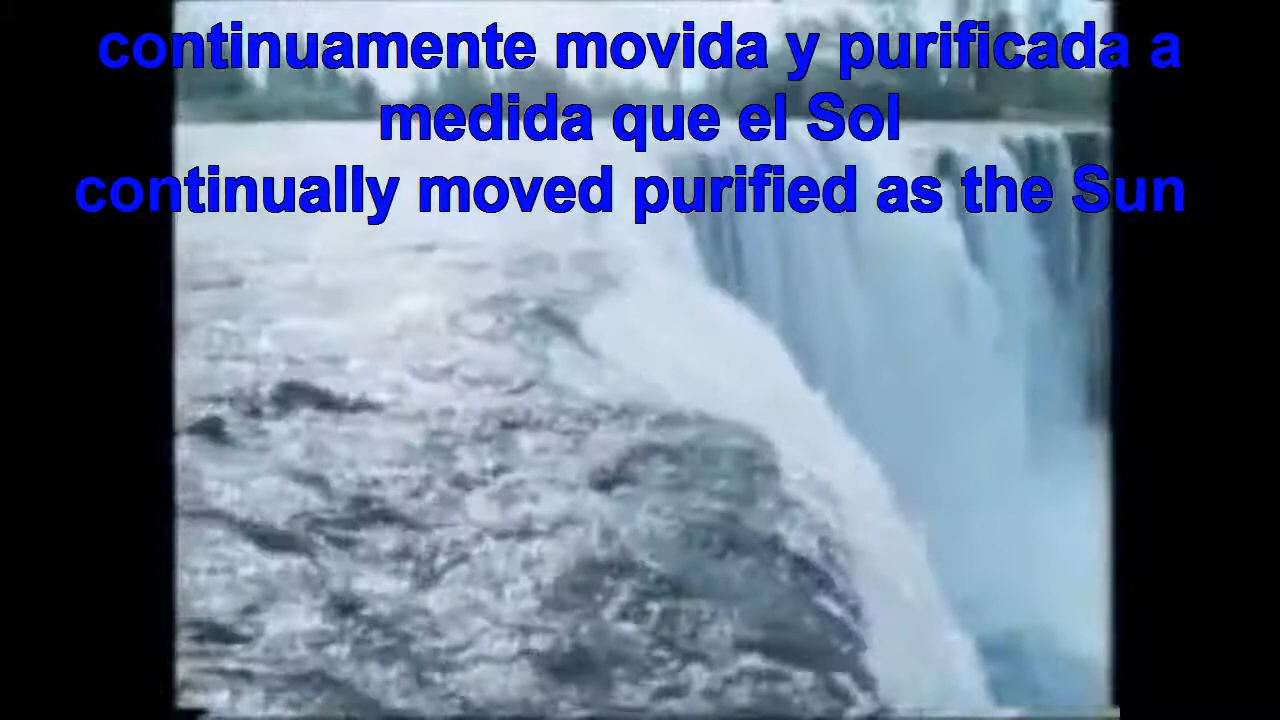 continuamente movida y purificada a
medida que el Sol
continually moved purified as the Sun